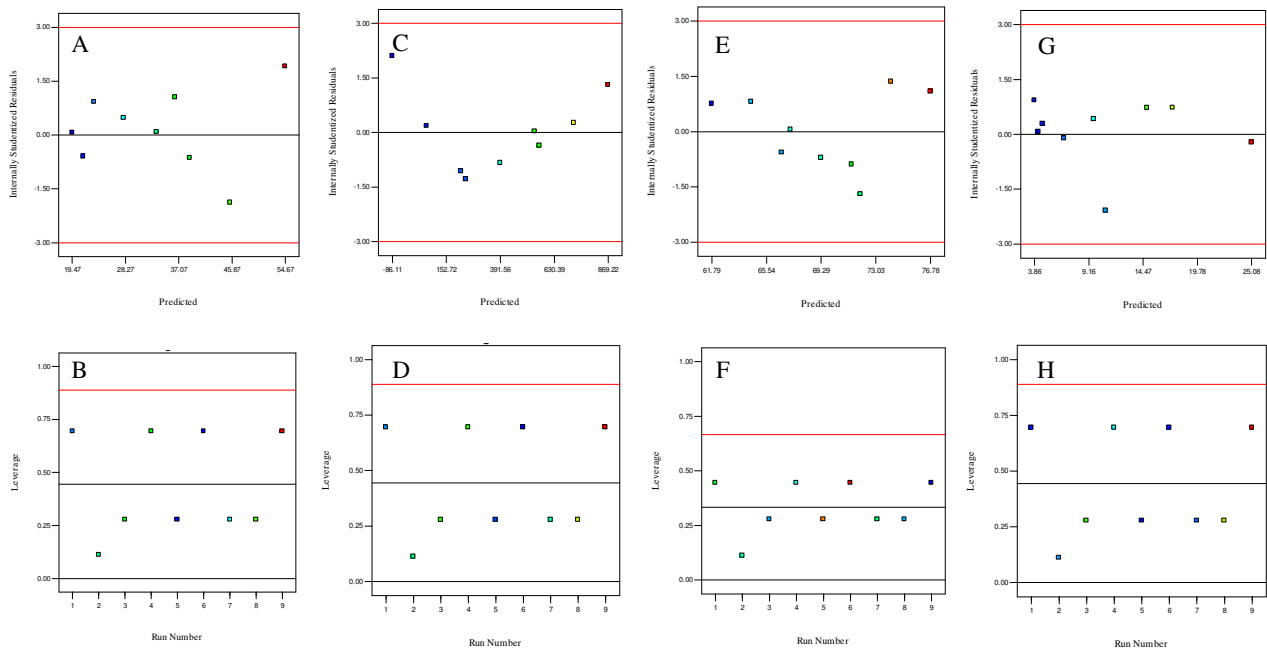 A
Internally Studentized Residuals
3.00
1.50
0.00
-1.50
-3.00
19.47 28.27 37.07 45.87 54.67
Predicted
C
Internally Studentized Residuals
3.00
1.50
0.00
-1.50
-3.00
-86.11 152.72 391.56 630.39 869.22
Predicted
E
Internally Studentized Residuals
3.00
1.50
0.00
-1.50
-3.00
61.79 65.54 69.29 73.03 76.78
Predicted
G
Internally Studentized Residuals
3.00
1.50
0.00
-1.50
-3.00
3.86 9.16 14.47 19.78 25.08
Predicted
B
Leverage
1.00
0.75
0.50
0.25
0.00
1 2 3 4 5 6 7 8 9
Run Number
D
Leverage
1.00
0.75
0.50
0.25
0.00
1 2 3 4 5 6 7 8 9
Run Number
F
Leverage
1.00
0.75
0.50
0.25
0.00
1 2 3 4 5 6 7 8 9
Run Number
H
Leverage
1.00
0.75
0.50
0.25
0.00
1 2 3 4 5 6 7 8 9
Run Number